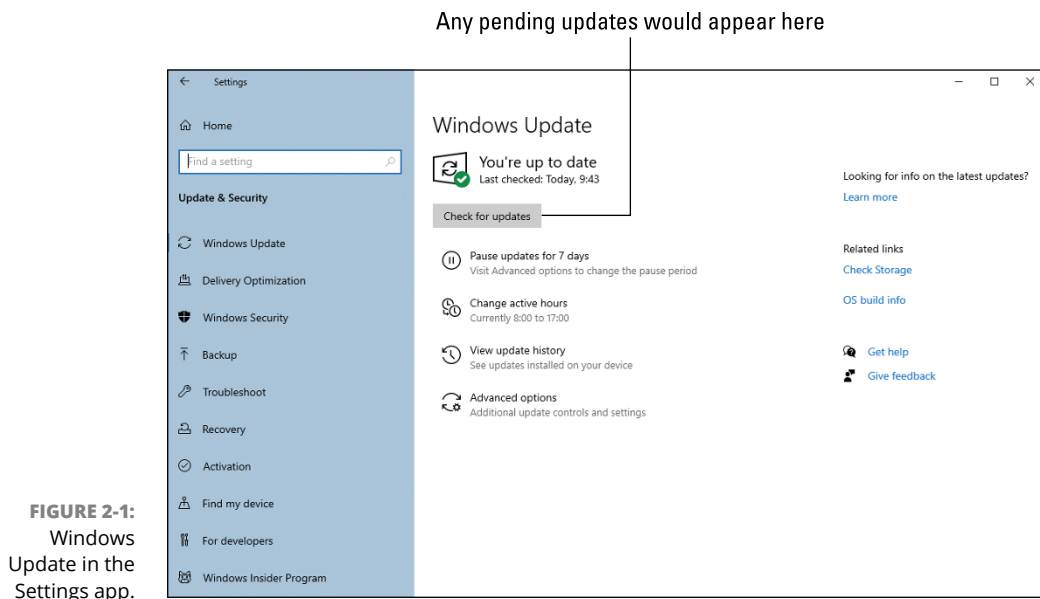 Any pending updates would appear here
Settings
Home
Find a setting
Update & Security
Windows Update
Delivery Optimization
Windows Security
Backup
Troubleshoot
Recovery
Activation
Find my device
For developers
Windows Insider Program
Windows Update
You're up to date
Last checked: Today, 9:43
Check for updates
Pause updates for 7 days
Visit Advanced options to change the pause period
Change active hours
Currently 8:00 to 17:00
View update history
See updates installed on your device
Advanced options
Additional update controls and settings
Looking for info on the latest updates?
Learn more
Related links
Check Storage
OS build info
Get help
Give feedback
FIGURE 2-1:
Windows
Update in the
Settings app.